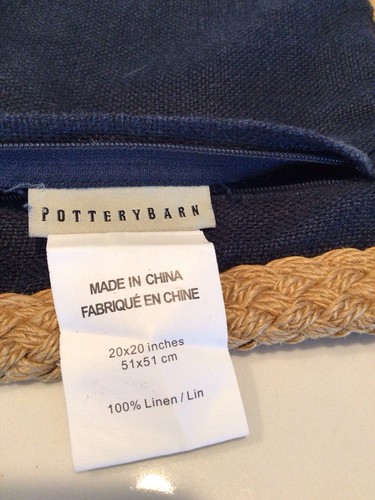 POTTERYBARN
MADE IN CHINA
FABRIQUÉ EN CHINE
20x20 inches
51x51 cm
100% Linen / Lin